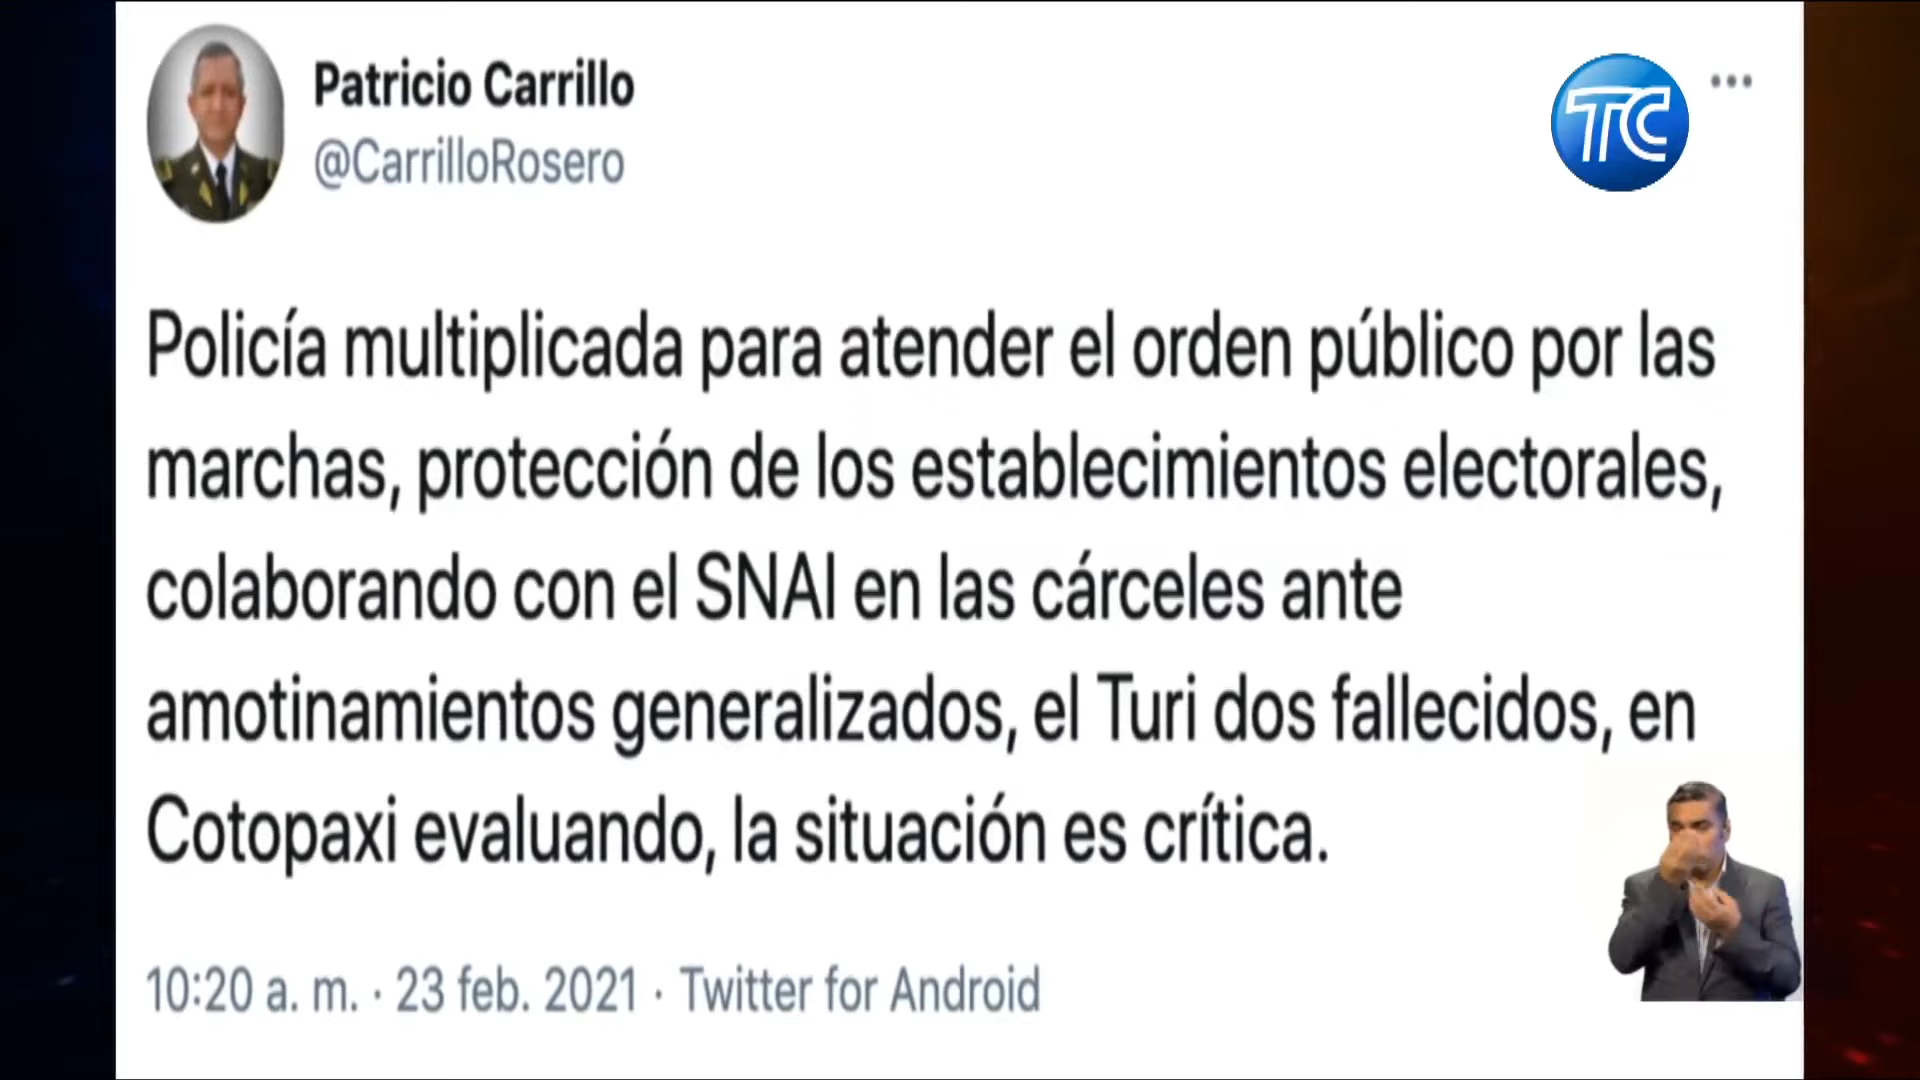 Patricio Carrillo
@CarrilloRosero
TC
Policía multiplicada para atender el orden público por las
marchas, protección de los establecimientos electorales,
colaborando con el SNAI en las cárceles ante
amotinamientos generalizados, el Turi dos fallecidos, en
Cotopaxi evaluando, la situación es crítica.
10:20 a. m. · 23 feb. 2021 · Twitter for Android